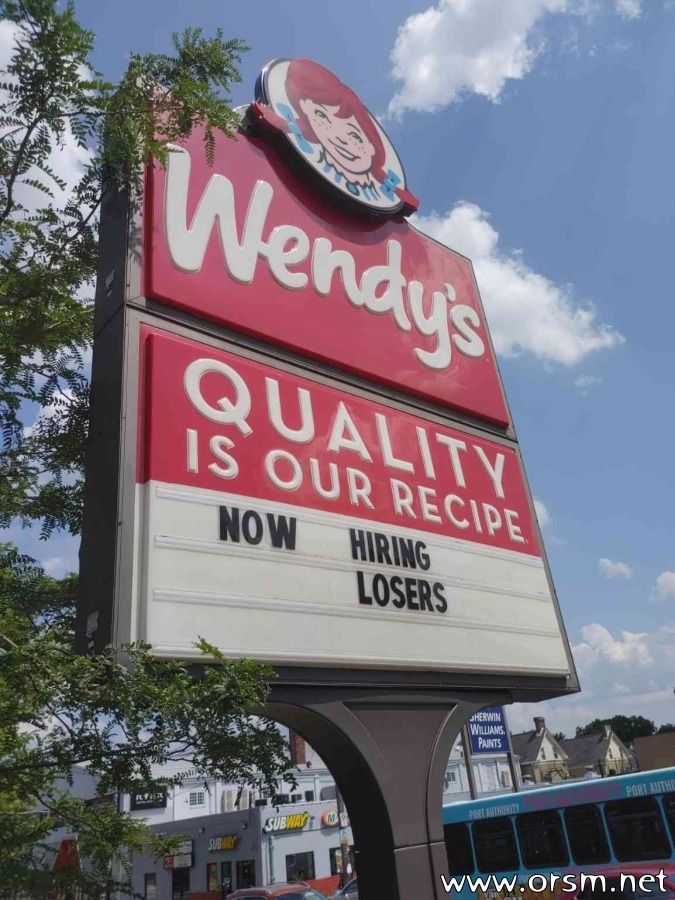 Wendy's
QUALITY
IS OUR RECIPE
NOW HIRING
LOSERS
SHERWIN
WILLIAMS.
PAINTS
SUBWAY
SUBWAY
PORT AUTHORITY
PORT AUTHO
www.orsm.net